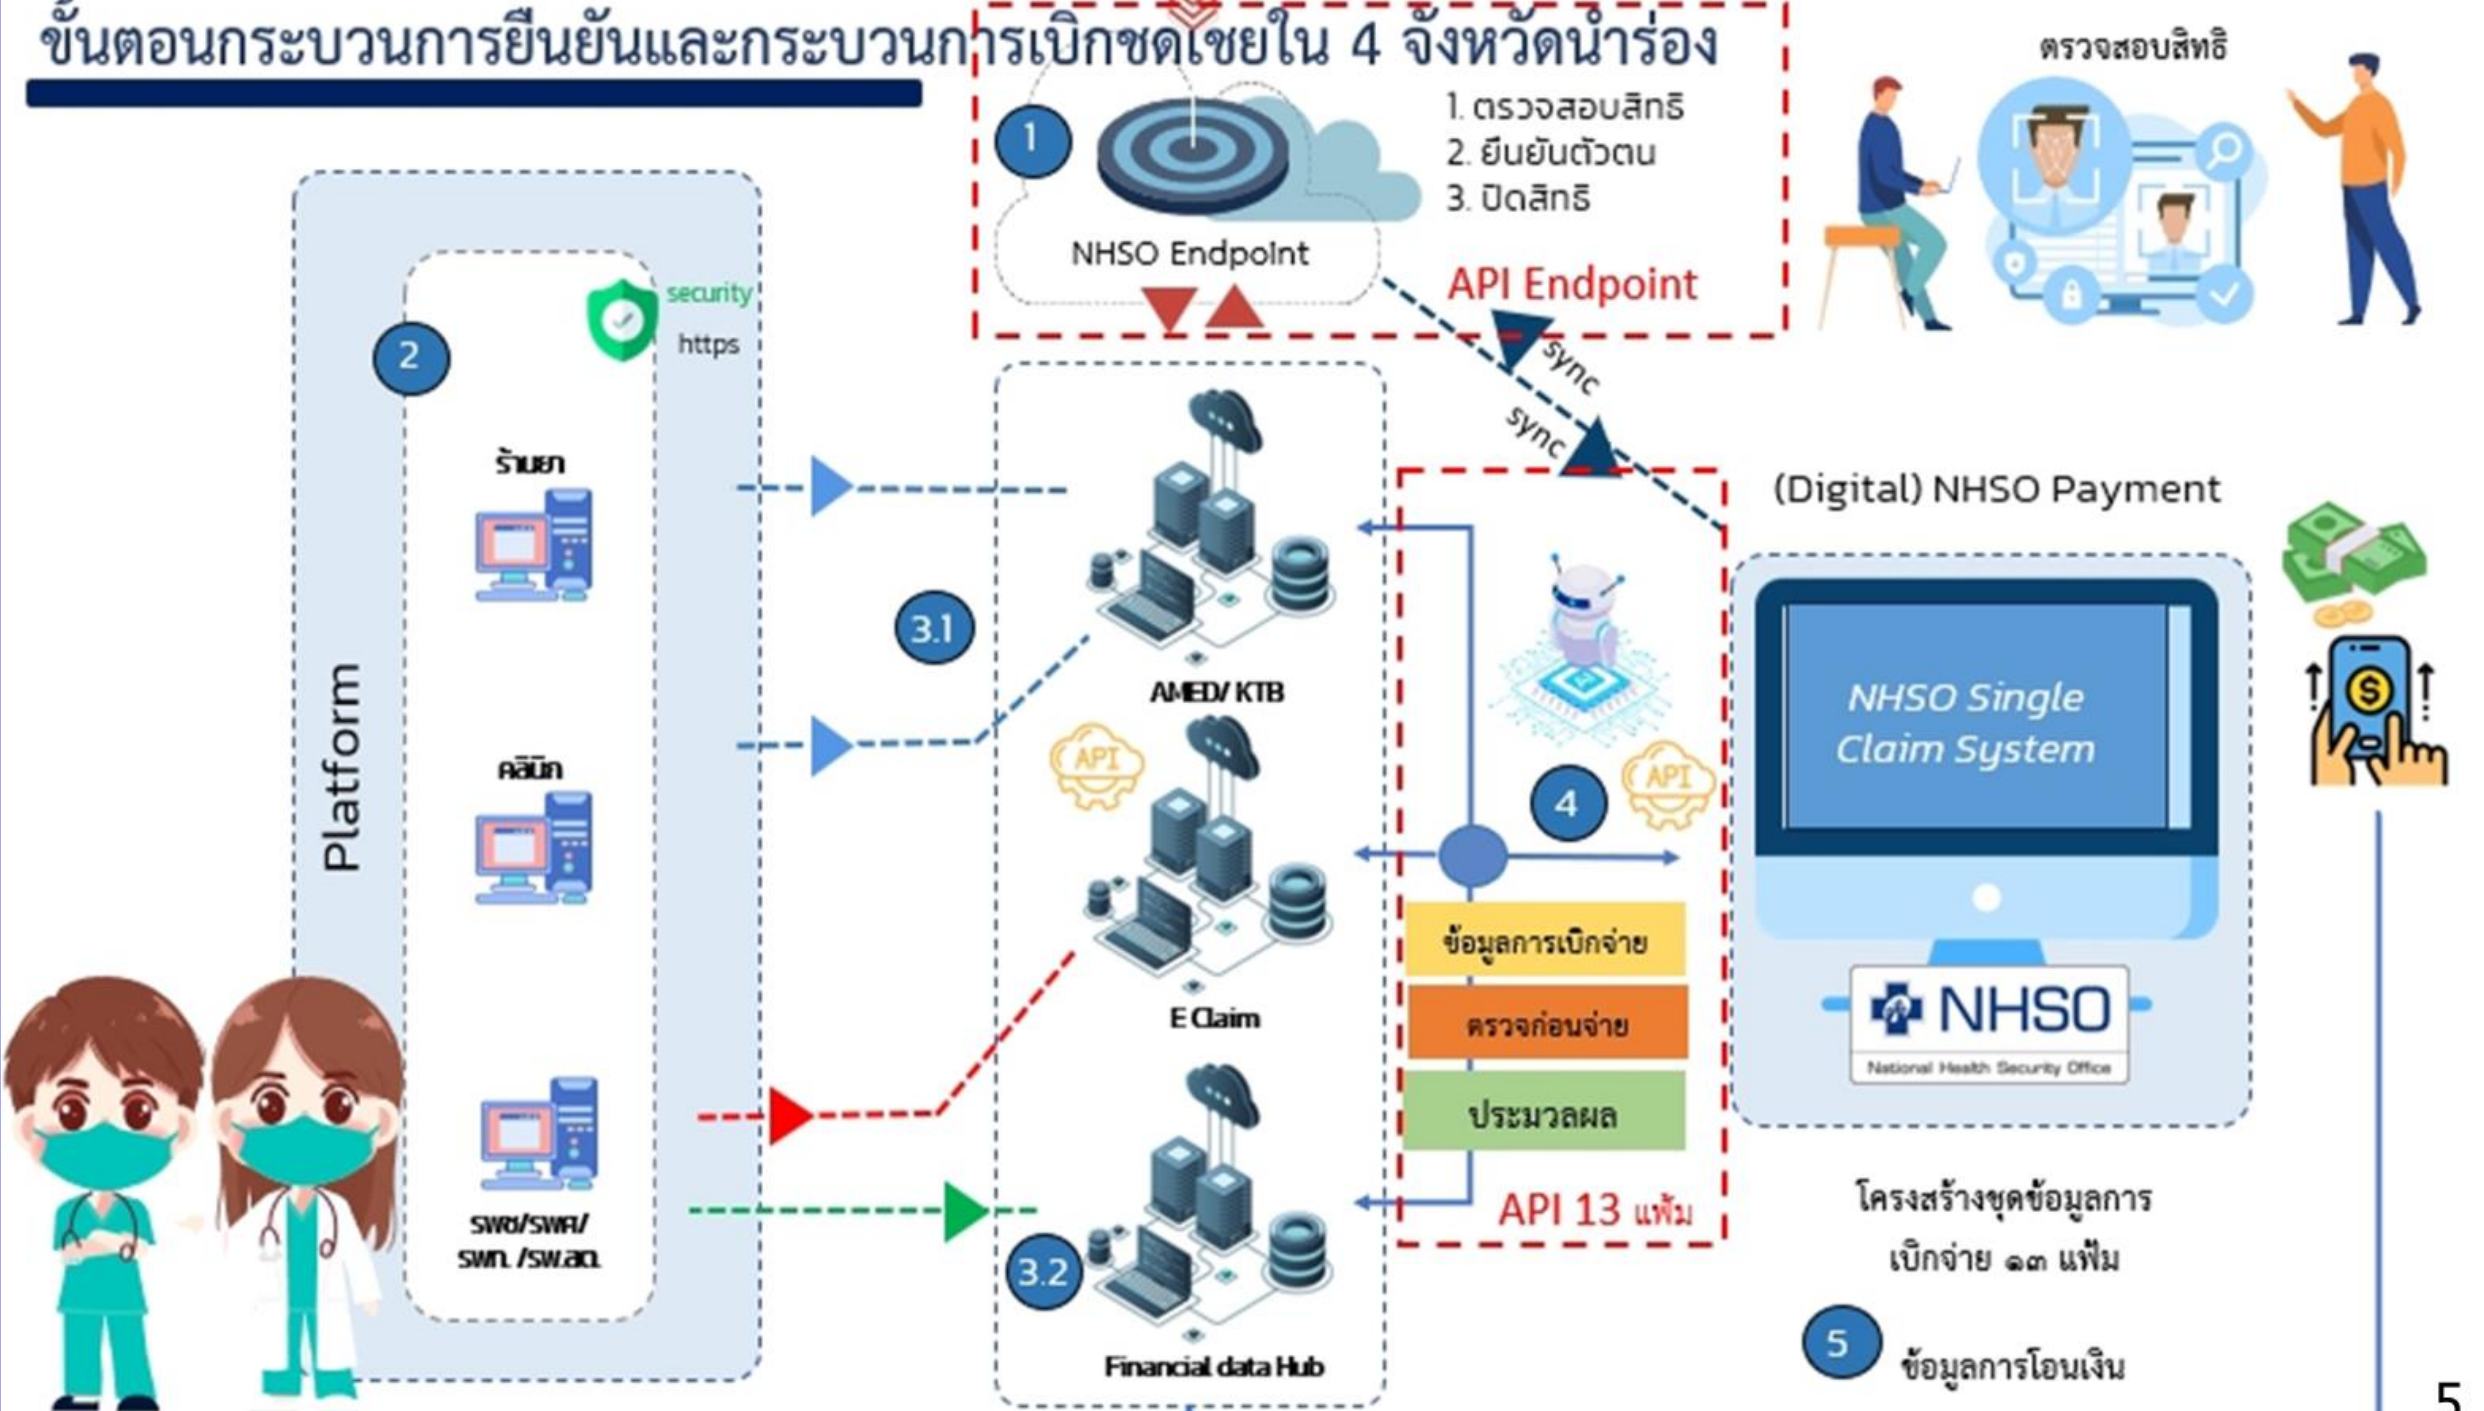 ขั้นตอนกระบวนการยืนยันและกระบวนการเบิกชดเชยใน 4 จังหวัดนำร่อง
1
1. ตรวจสอบสิทธิ
2. ยืนยันตัวตน
3. ปิดสิทธิ
NHSO Endpoint
API Endpoint
ตรวจสอบสิทธิ
security
https
2
sync
sync
Platform
ร้านยา
คลินิก
รพช/รพศ/
รพท. /รพ.สต.
3.1
AMED/ KTB
API
E Claim
3.2
Financial data Hub
4
API
ข้อมูลการเบิกจ่าย
ตรวจก่อนจ่าย
ประมวลผล
API 13 แฟ้ม
(Digital) NHSO Payment
NHSO Single
Claim System
NHSO
National Health Security Office
โครงสร้างชุดข้อมูลการ
เบิกจ่าย ๑๓ แฟ้ม
5
ข้อมูลการโอนเงิน
5